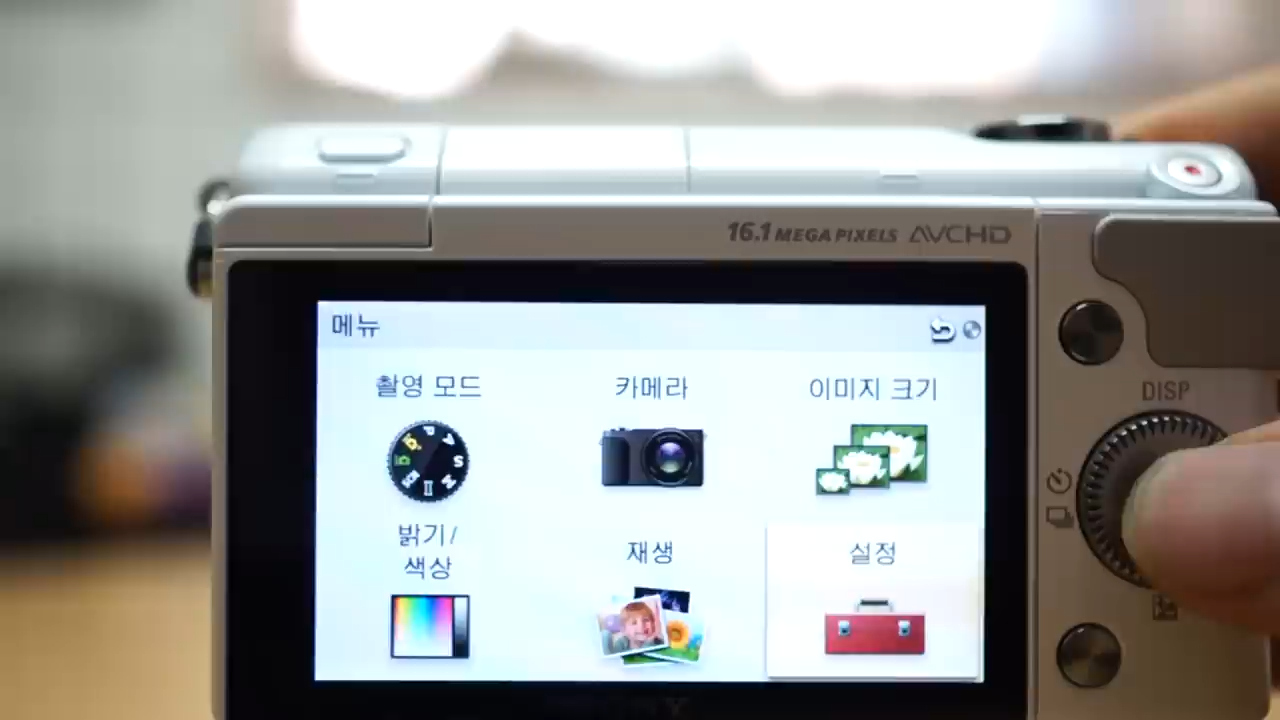 16.1 MEGA PIXELS AVCHD
메뉴
촬영 모드
카메라
이미지 크기
DISP
밝기/
색상
재생
설정